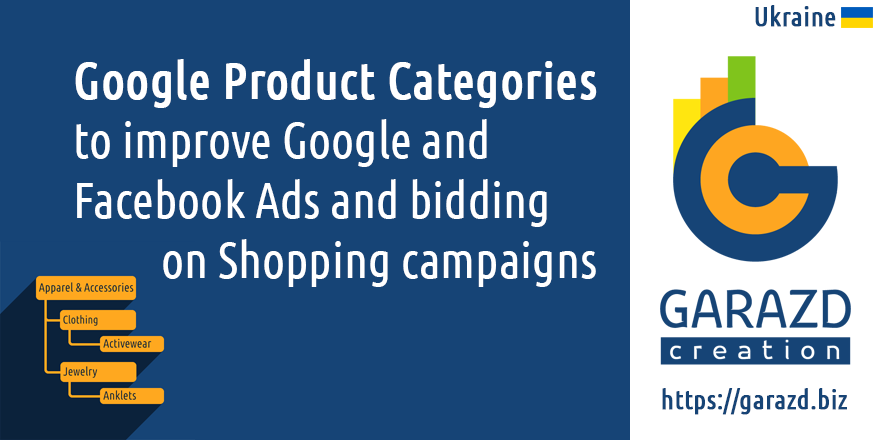 Google Product Categories
to improve Google and
Facebook Ads and bidding
on Shopping campaigns
Apparel & Accessories
Clothing
Activewear
Jewelry
Anklets
Ukraine
GARAZD
creation
https://garazd.biz